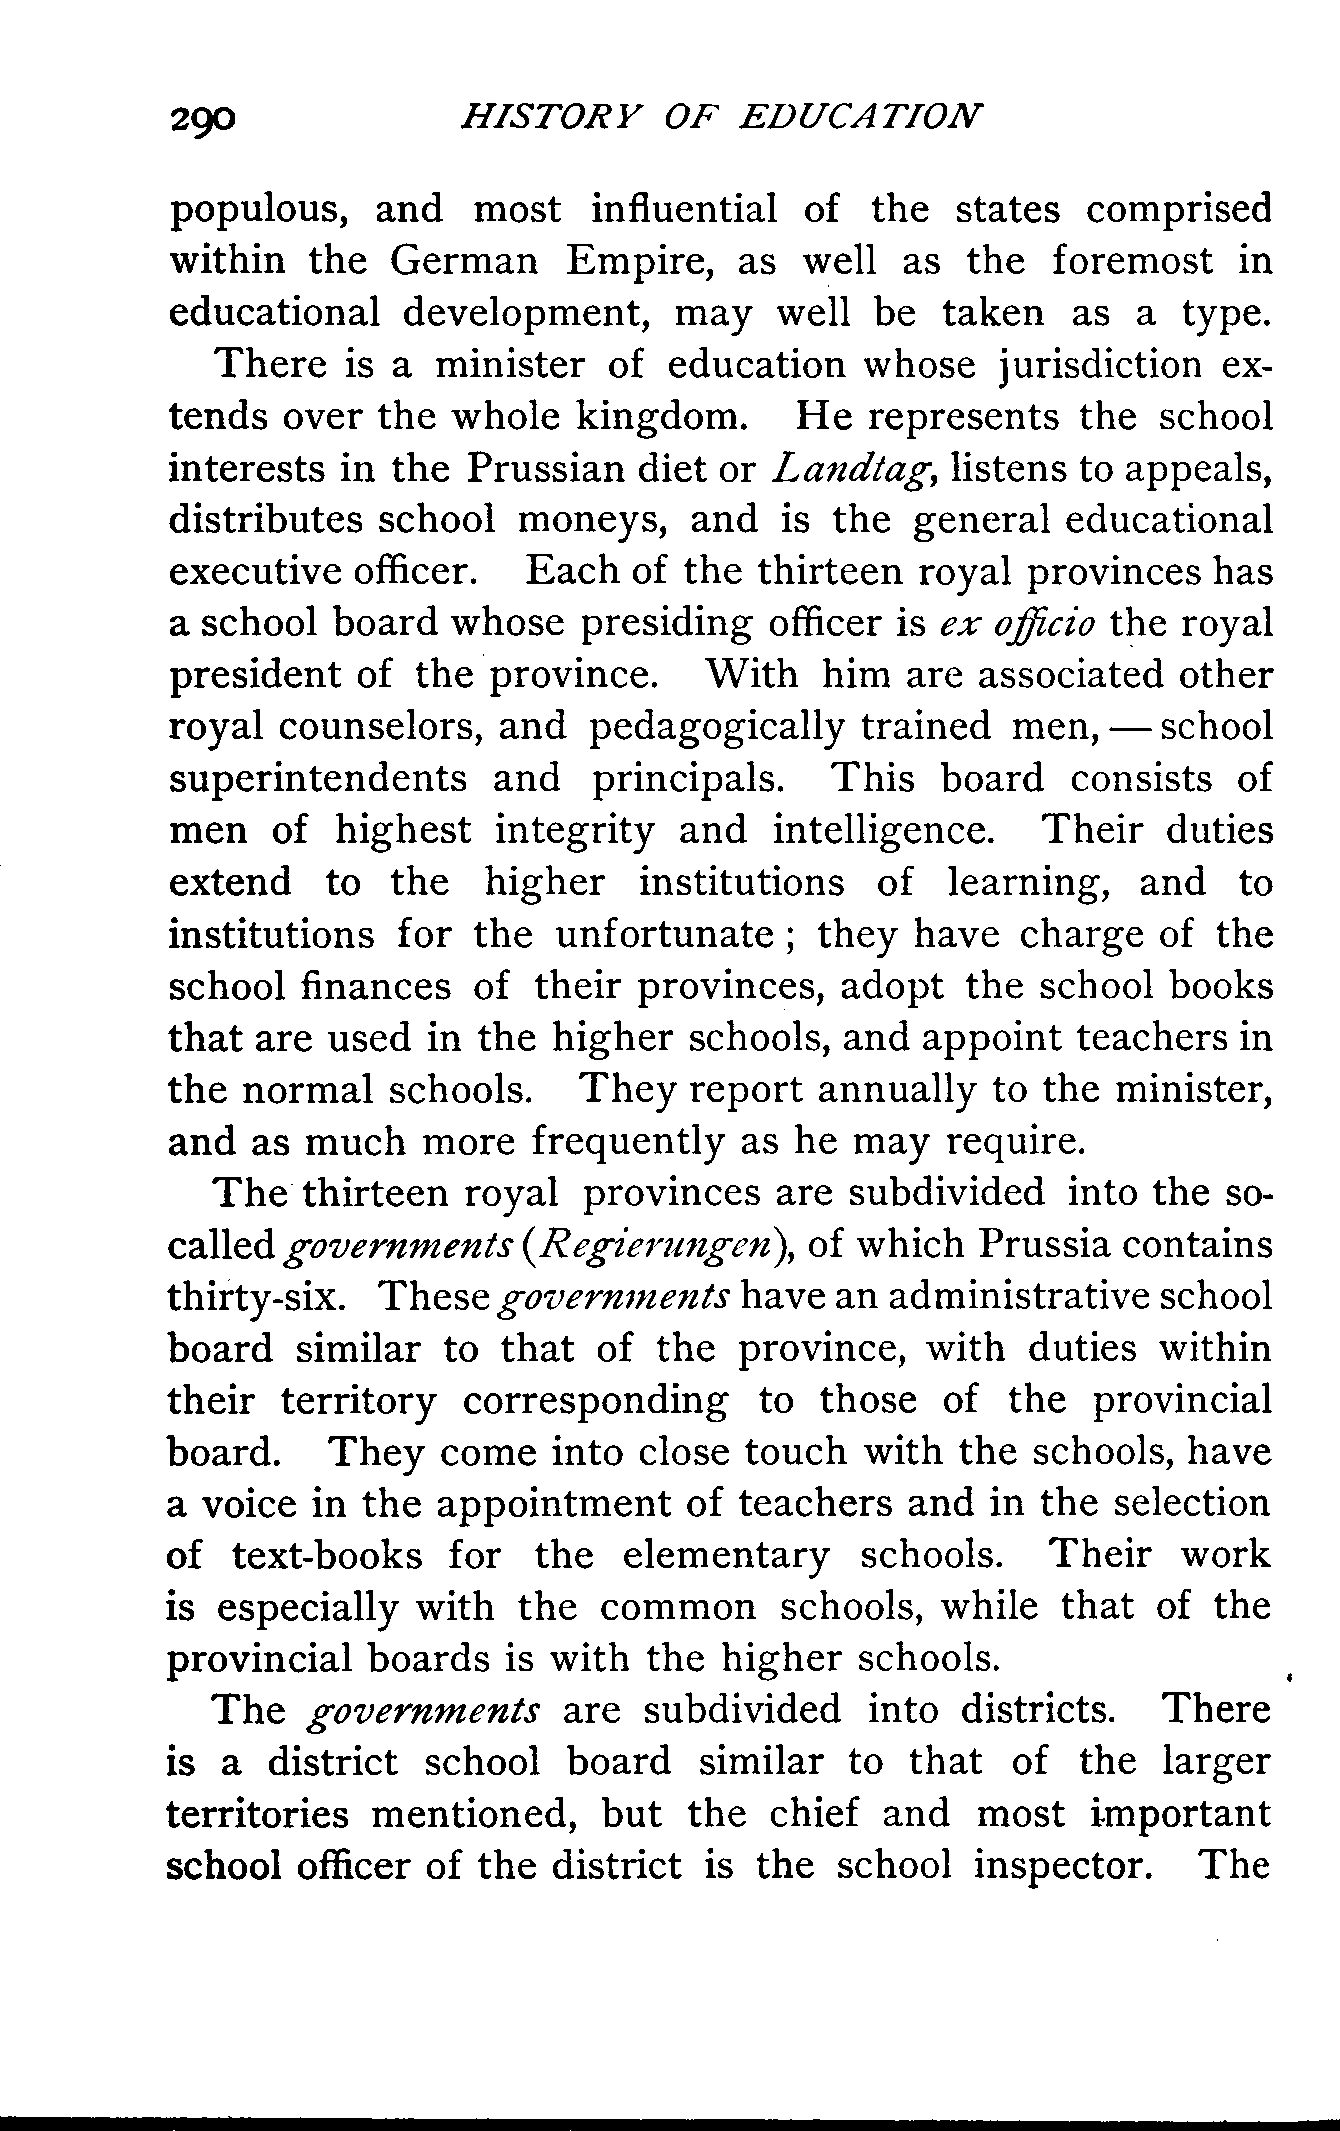 290 HISTORY OF EDUCATION
populous, and most influential of the states comprised
within the German Empire, as well as the foremost in
educational development, may well be taken as a type.
There is a minister of education whose jurisdiction ex-
tends over the whole kingdom. He represents the school
interests in the Prussian diet or Landtag, listens to appeals,
distributes school moneys, and is the general educational
executive officer. Each of the thirteen royal provinces has
a school board whose presiding officer is ex officio the royal
president of the province. With him are associated other
royal counselors, and pedagogically trained men, — school
superintendents and principals. This board consists of
men of highest integrity and intelligence. Their duties
extend to the higher institutions of learning, and to
institutions for the unfortunate ; they have charge of the
school finances of their provinces, adopt the school books
that are used in the higher schools, and appoint teachers in
the normal schools. They report annually to the minister,
and as much more frequently as he may require.
The thirteen royal provinces are subdivided into the so-
called governments (Regierungen), of which Prussia contains
thirty-six. These governments have an administrative school
board similar to that of the province, with duties within
their territory corresponding to those of the provincial
board. They come into close touch with the schools, have
a voice in the appointment of teachers and in the selection
of text-books for the elementary schools. Their work
is especially with the common schools, while that of the
provincial boards is with the higher schools.
The governments are subdivided into districts. There
is a district school board similar to that of the larger
territories mentioned, but the chief and most important
school officer of the district is the school inspector. The